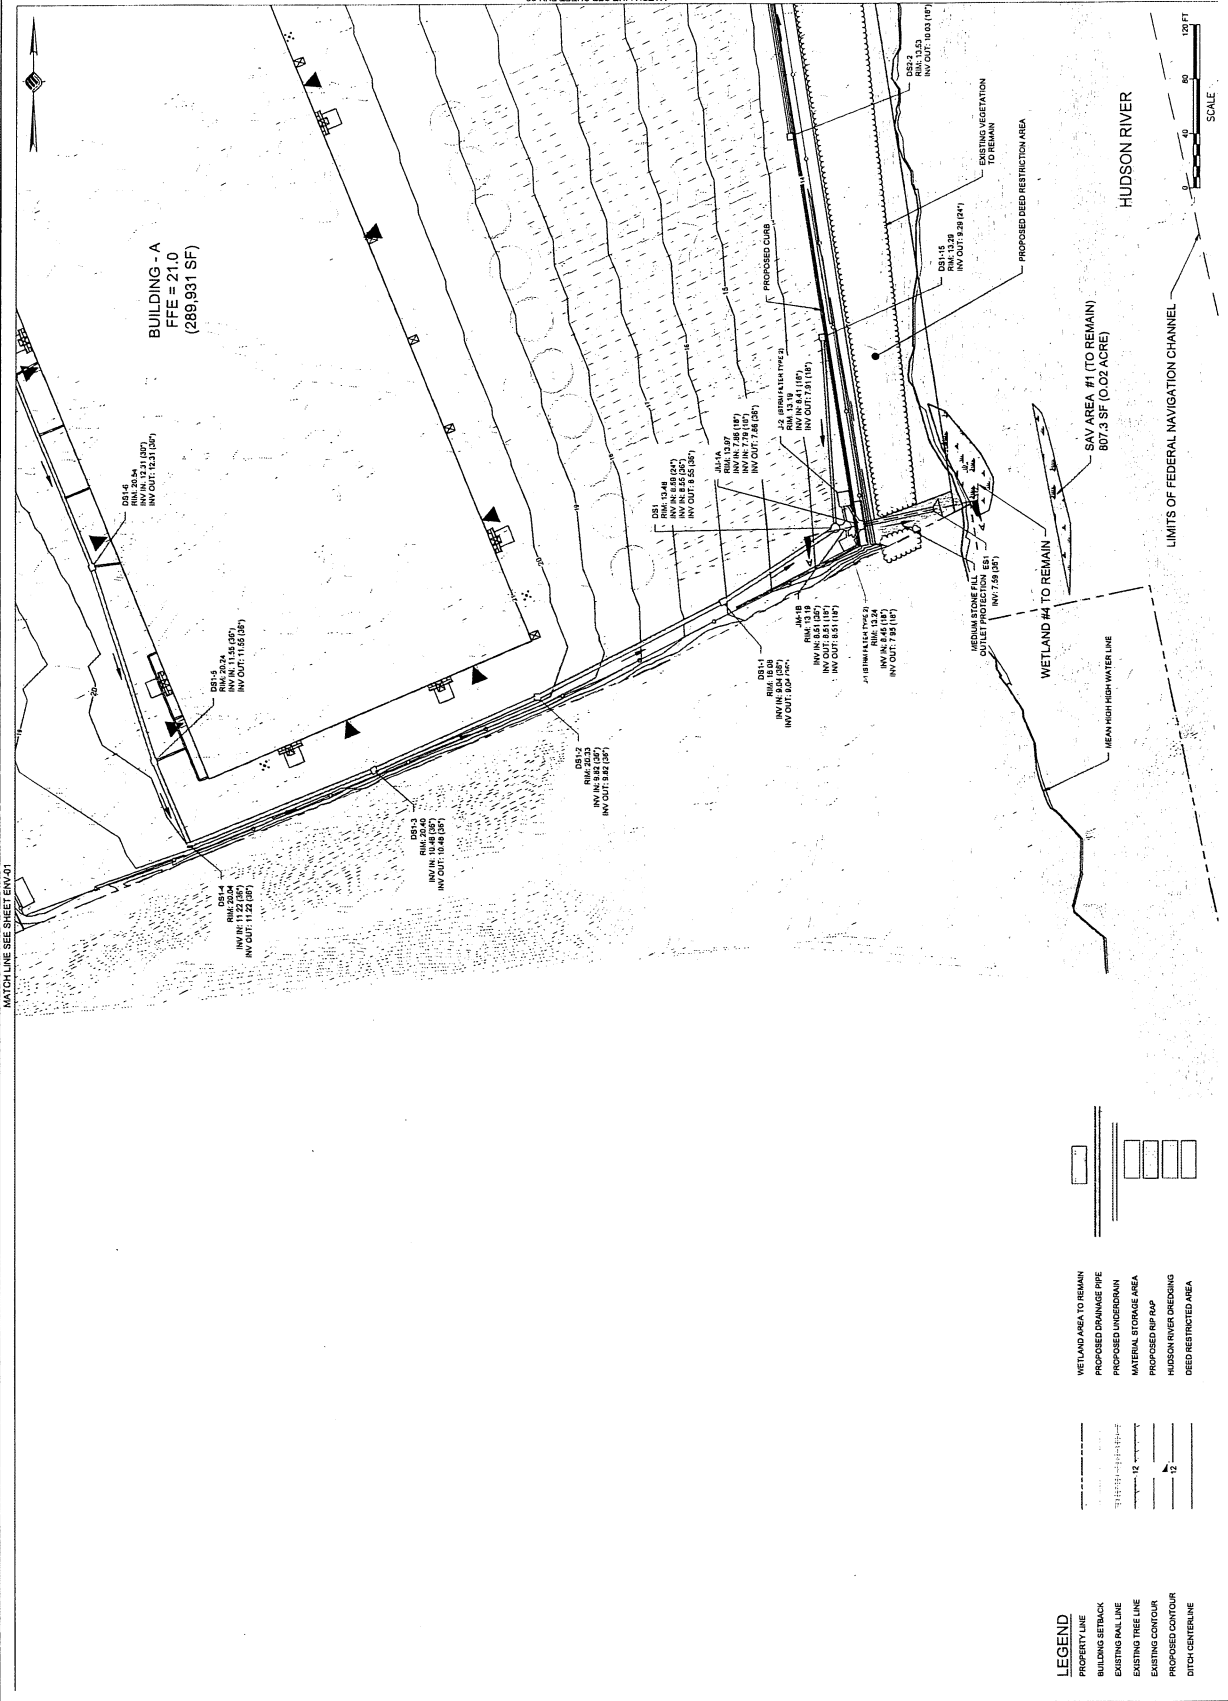 MATCH LINE SEE SHEET ENV-01
BUILDING - A
FFE = 21.0
(289,931 SF)
DS1-6
RIM: 20.54
INV IN: 12.31 (30")
INV OUT: 12.31 (36")
DS1-5
RIM: 20.24
INV IN: 11.55 (36")
INV OUT: 11.55 (36")
DS1-4
RIM: 20.04
INV IN: 11.22 (36")
INV OUT: 11.22 (36")
DS1-3
RIM: 20.40
INV IN: 10.48 (36")
INV OUT: 10.48 (36")
DS1-2
RIM: 20.33
INV IN: 9.82 (36")
INV OUT: 9.82 (36")
DS1-1
RIM: 16.08
INV IN: 9.04 (36")
INV OUT: 9.04 (36")
DS1
RIM: 13.48
INV IN: 8.59 (24")
INV IN: 8.55 (36")
INV OUT: 8.55 (36")
JM-1A
RIM: 13.97
INV IN: 7.86 (18")
INV IN: 7.79 (18")
INV OUT: 7.86 (36")
JM-1B
RIM: 13.19
INV IN: 8.51 (36")
INV OUT: 8.51 (18")
INV OUT: 8.51 (18")
RIM: 13.24
INV IN: 8.45 (18")
INV OUT: 7.95 (18")
J-2 (STRM FILTER TYPE 2)
RIM: 13.19
INV IN: 8.41 (18")
INV OUT: 7.91 (18")
PROPOSED CURB
DS1-15
RIM: 13.29
INV OUT: 9.29 (24")
DS2-2
RIM: 13.53
INV OUT: 10.03 (18")
EXISTING VEGETATION
TO REMAIN
PROPOSED DEED RESTRICTION AREA
HUDSON RIVER
MEDIUM STONE FILL
OUTLET PROTECTION
ES1
INV: 7.59 (36")
WETLAND #4 TO REMAIN
SAV AREA #1 (TO REMAIN)
807.3 SF (0.02 ACRE)
MEAN HIGH HIGH WATER LINE
LIMITS OF FEDERAL NAVIGATION CHANNEL
0 40 80 120 FT
SCALE
LEGEND
PROPERTY LINE
BUILDING SETBACK
EXISTING RAIL LINE
EXISTING TREE LINE
EXISTING CONTOUR
12
PROPOSED CONTOUR
12
DITCH CENTERLINE
WETLAND AREA TO REMAIN
PROPOSED DRAINAGE PIPE
PROPOSED UNDERDRAIN
MATERIAL STORAGE AREA
PROPOSED RIP RAP
HUDSON RIVER DREDGING
DEED RESTRICTED AREA